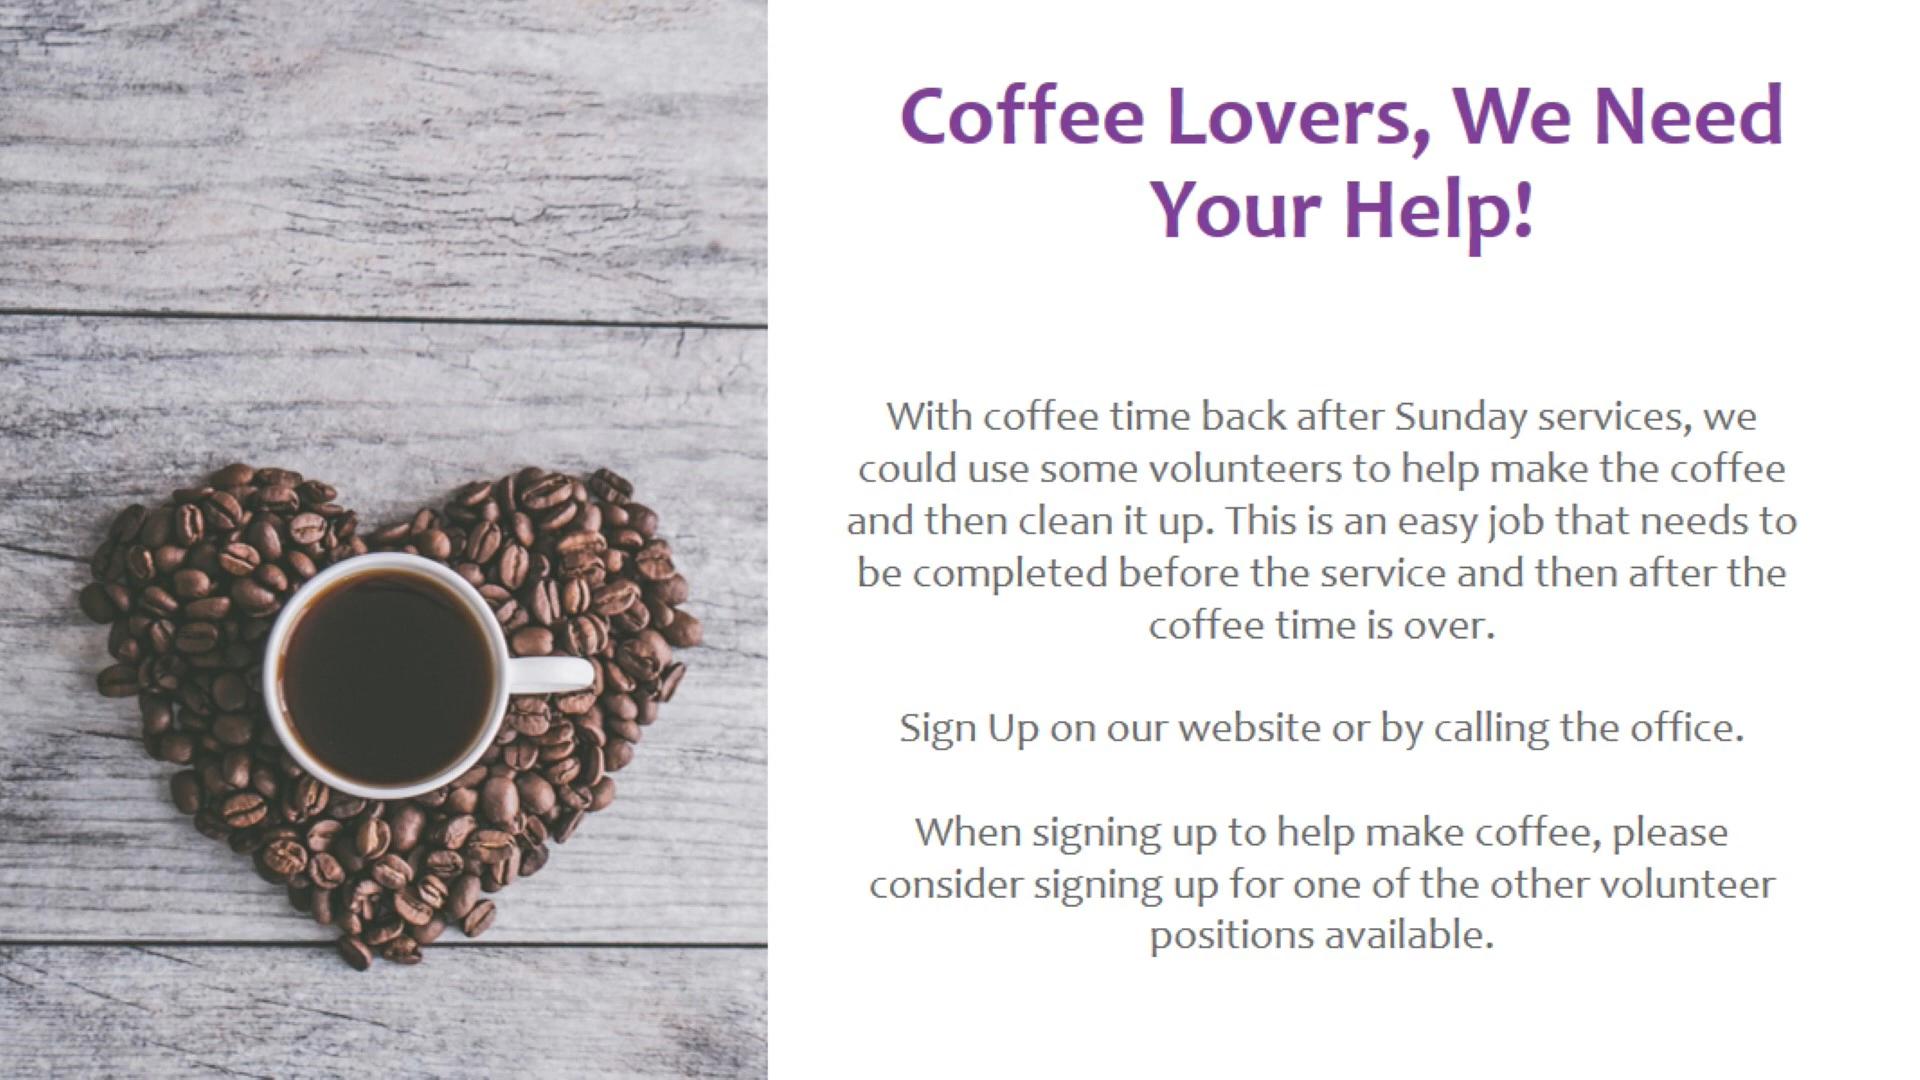 Coffee Lovers, We Need
Your Help!
With coffee time back after Sunday services, we
could use some volunteers to help make the coffee
and then clean it up. This is an easy job that needs to
be completed before the service and then after the
coffee time is over.
Sign Up on our website or by calling the office.
When signing up to help make coffee, please
consider signing up for one of the other volunteer
positions available.